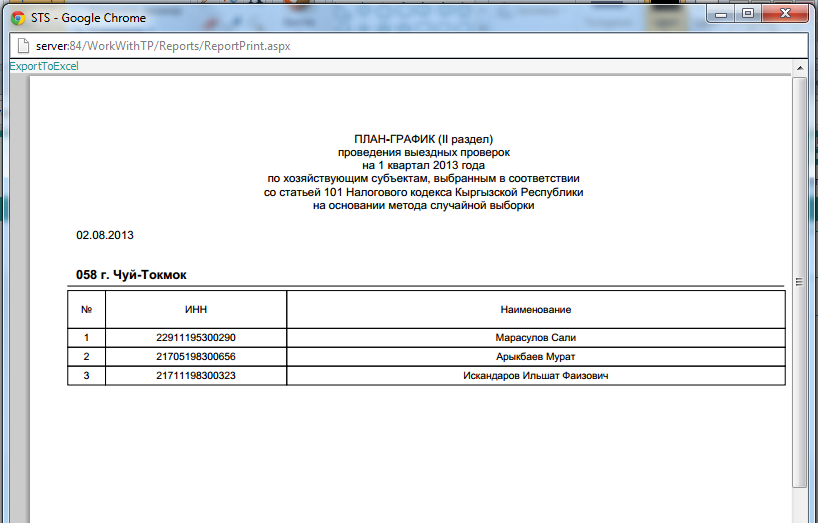 STS - Google Chrome
server:84/WorkWithTP/Reports/ReportPrint.aspx
ExportToExcel
ПЛАН-ГРАФИК (II раздел)
проведения выездных проверок
на 1 квартал 2013 года
по хозяйствующим субъектам, выбранным в соответствии
со статьей 101 Налогового кодекса Кыргызской Республики
на основании метода случайной выборки
02.08.2013
058 г. Чуй-Токмок
№ ИНН Наименование
1 22911195300290 Марасулов Сали
2 21705198300656 Арыкбаев Мурат
3 21711198300323 Искандаров Ильшат Фаизович